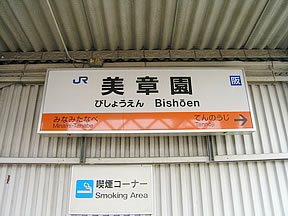 JR 美章園 阪
びしょうえん Bishōen
みなみたなべ てんのうじ
Minami-Tanabe Tennōji
喫煙コーナー
Smoking Area